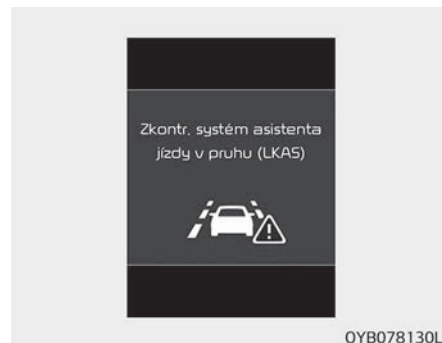 Zkontr. systém asistenta
jízdy v pruhu (LKAS)
OYB078130L